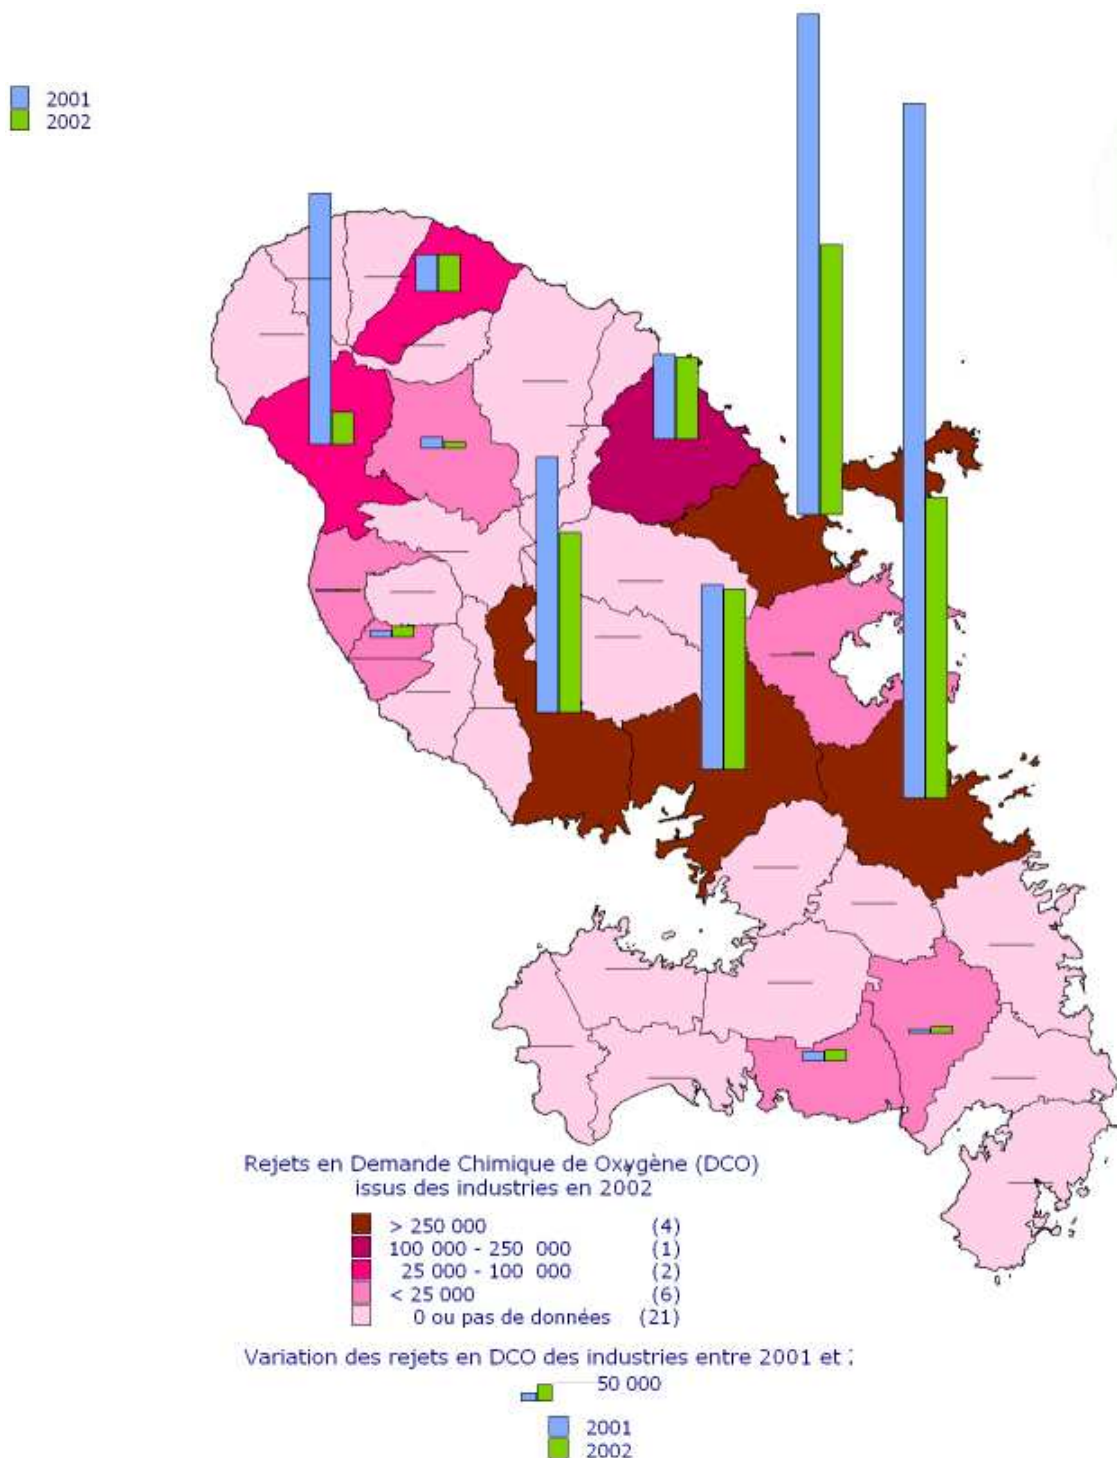 2001
2002
Rejets en Demande Chimique de Oxygène (DCO)
issus des industries en 2002
> 250 000 (4)
100 000 - 250 000 (1)
25 000 - 100 000 (2)
< 25 000 (6)
0 ou pas de données (21)
Variation des rejets en DCO des industries entre 2001 et
50 000
2001
2002